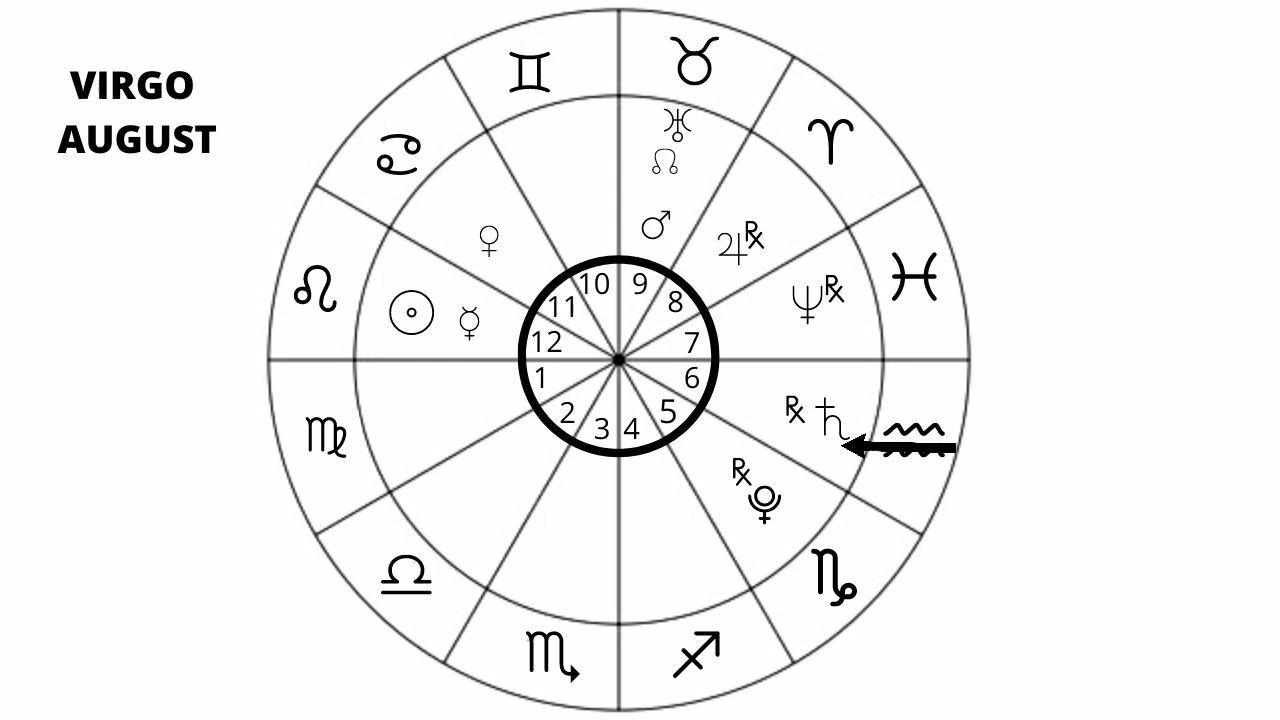 VIRGO
AUGUST
♊ ♉
♋ ♅ ♈
☊
♀ ♂ ♃ ℞
♌ ☉ ☿ ♆ ℞ ♓
10 9
11 8
12 7
1 6
2 5
3 4
♍ ℞ ♄ ♒
℞ ♇
♎ ♑
♏ ♐